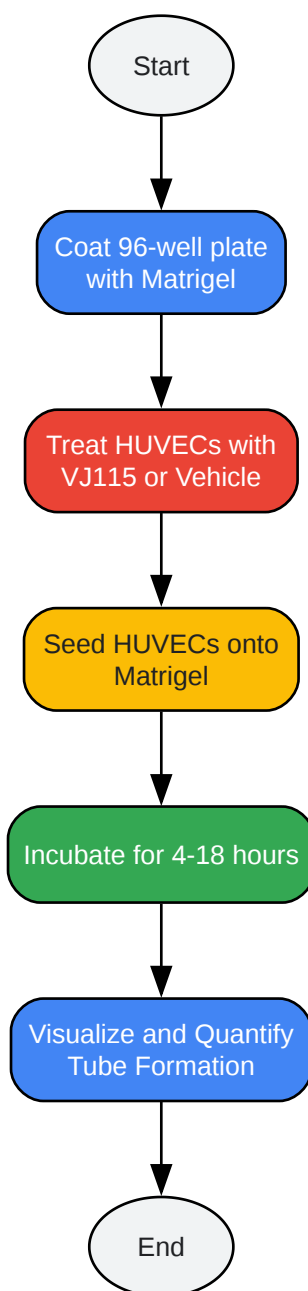 Start
Coat 96-well plate
with Matrigel
Treat HUVECs with
VJ115 or Vehicle
Seed HUVECs onto
Matrigel
Incubate for 4-18 hours
Visualize and Quantify
Tube Formation
End